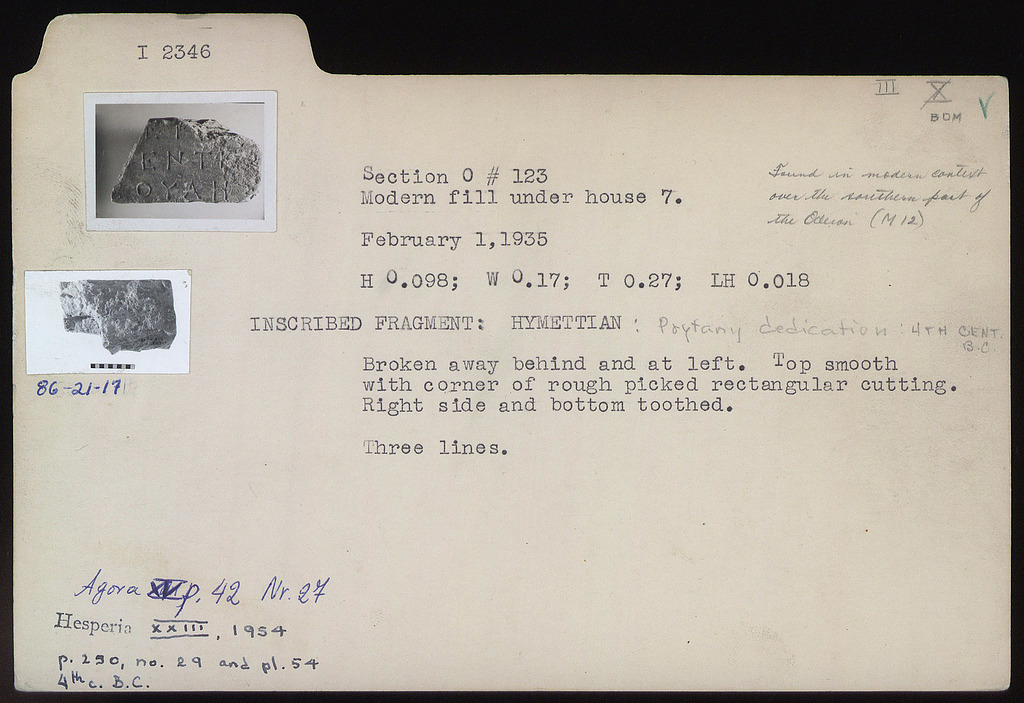 I 2346
III
X
BDM
V
ΕΝΤ
ΟΥΑΝ
Section O # 123
Modern fill under house 7.
Found in modern context
over the southern part of
the Odeion (M 12)
February 1,1935
H 0.098; W 0.17; T 0.27; LH 0.018
INSCRIBED FRAGMENT: HYMETTIAN : Prytany dedication: 4TH CENT.
B.C.
Broken away behind and at left. Top smooth
with corner of rough picked rectangular cutting.
Right side and bottom toothed.
86-21-17
Three lines.
Agora p. 42 Nr. 27
Hesperia XXIII, 1954
p. 250, no. 29 and pl. 54
4th c. B.C.